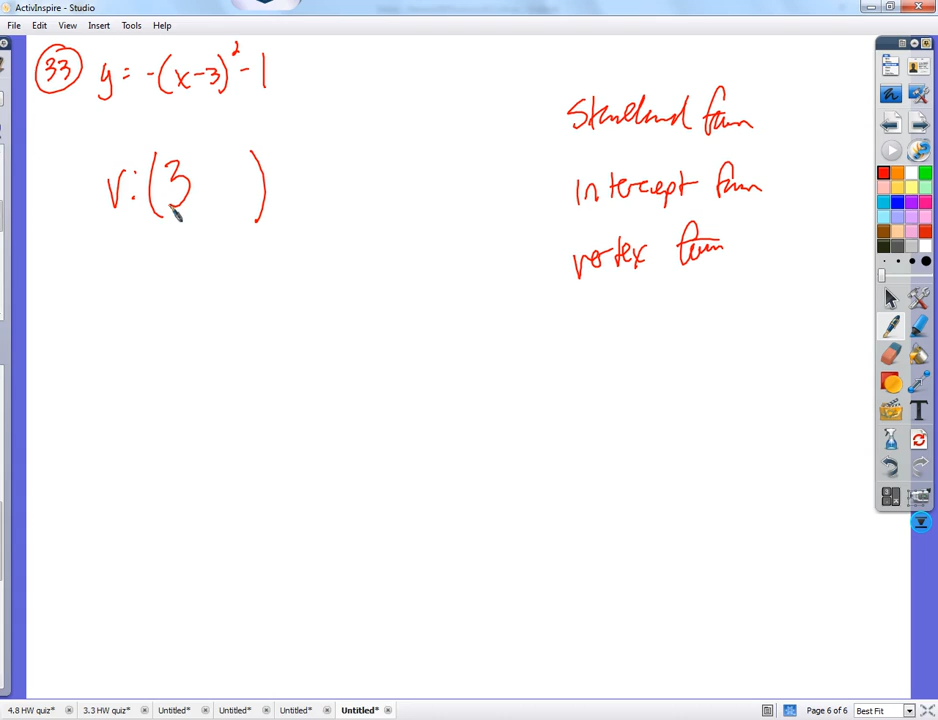 ActivInspire - Studio
File Edit View Insert Tools Help
33 y = -(x-3)² - 1
V: (3 )
Standard form
intercept form
vertex form
4.8 HW quiz* 3.3 HW quiz* Untitled* Untitled* Untitled* Untitled* Page 6 of 6 Best Fit